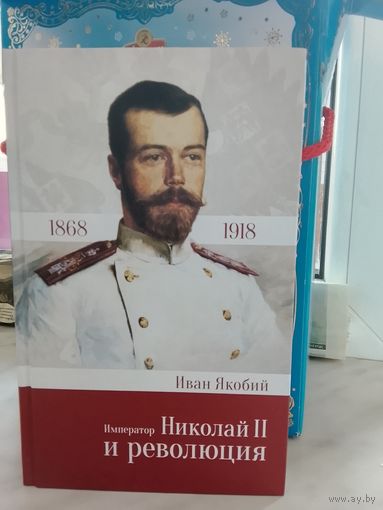 1868 1918
Иван Якобий
Император Николай II
и революция
www.ay.by